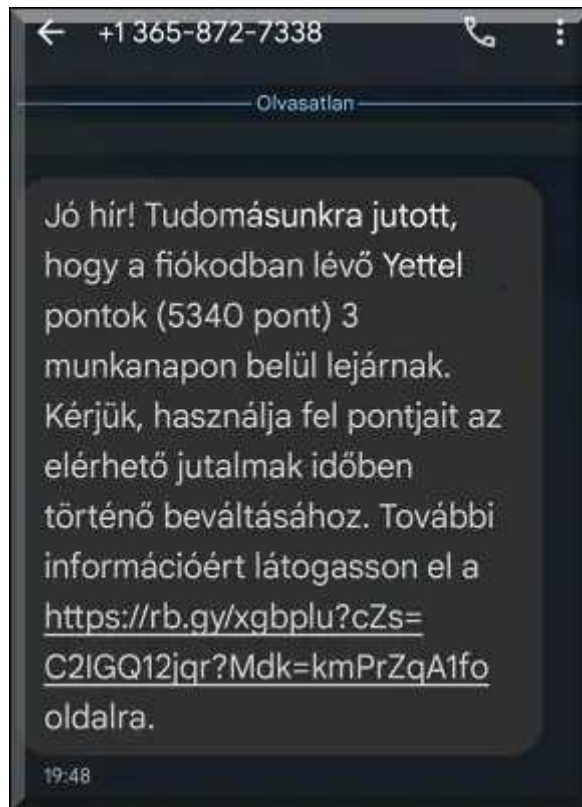 +1 365-872-7338
Olvasatlan
Jó hír! Tudomásunkra jutott,
hogy a fiókodban lévő Yettel
pontok (5340 pont) 3
munkanapon belül lejárnak.
Kérjük, használja fel pontjait az
elérhető jutalmak időben
történő beváltásához. További
információért látogasson el a
https://rb.gy/xgbplu?cZs=
C2IGQ12jqr?Mdk=kmPrZqA1fo
oldalra.
19:48